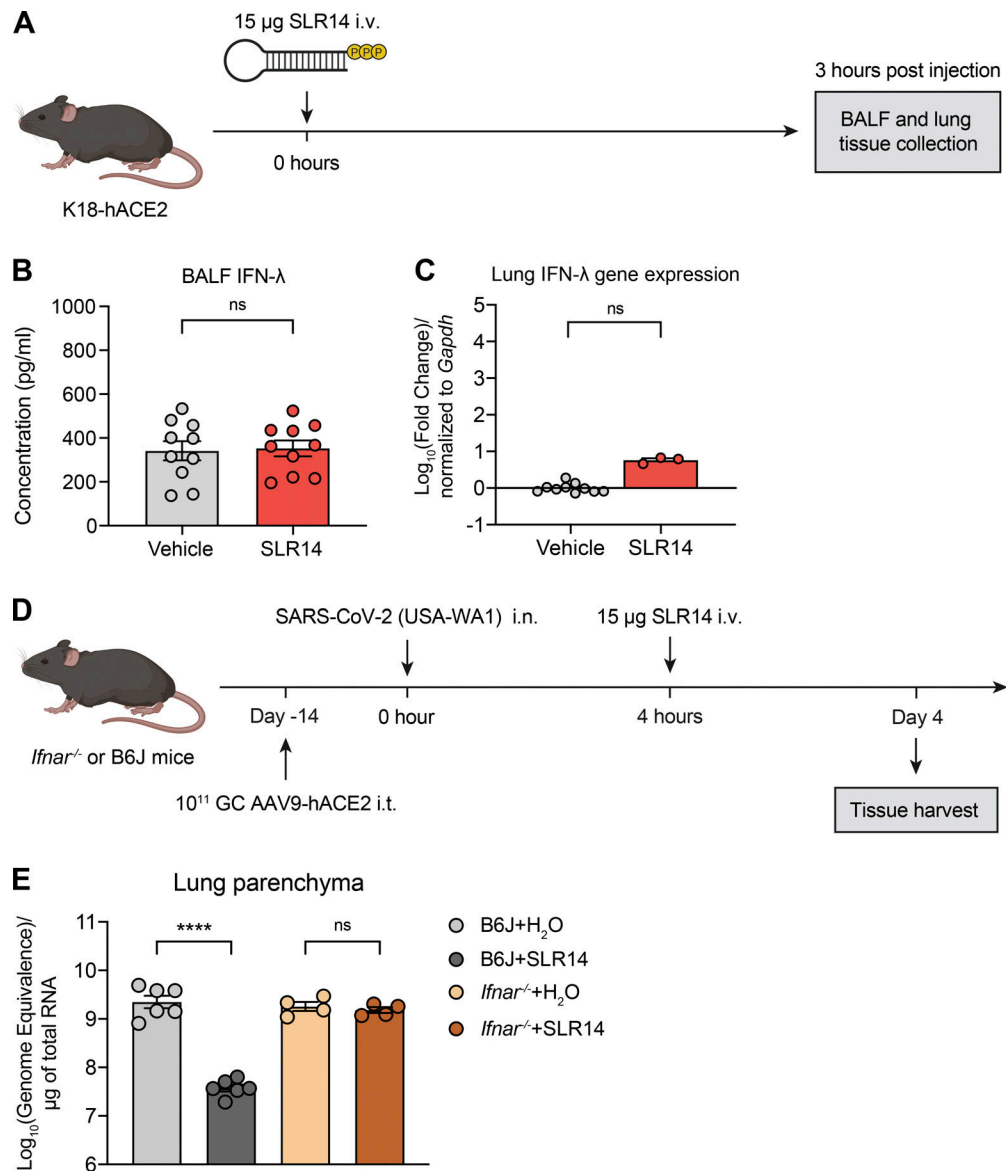 A
15 µg SLR14 i.v.
P P P
0 hours
K18-hACE2
3 hours post injection
BALF and lung
tissue collection
B
BALF IFN-λ
ns
Concentration (pg/ml)
1000
800
600
400
200
0
Vehicle
SLR14
C
Lung IFN-λ gene expression
ns
Log₁₀(Fold Change)/
normalized to Gapdh
5
4
3
2
1
0
-1
Vehicle
SLR14
D
SARS-CoV-2 (USA-WA1) i.n.
15 µg SLR14 i.v.
Day -14
0 hour
4 hours
Day 4
Ifnar⁻/⁻ or B6J mice
10¹¹ GC AAV9-hACE2 i.t.
Tissue harvest
E
Lung parenchyma
Log₁₀(Genome Equivalence)/
µg of total RNA
11
10
9
8
7
6
****
ns
B6J+H₂O
B6J+SLR14
Ifnar⁻/⁻+H₂O
Ifnar⁻/⁻+SLR14